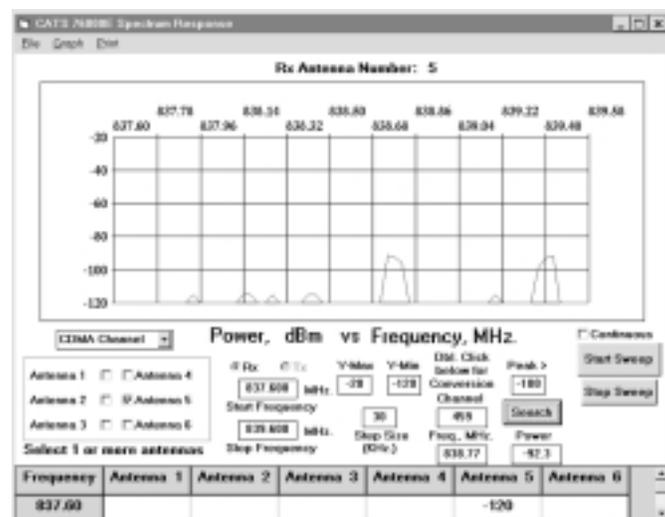 CATS 76000E Spectrum Response
File Graph Print
Rx Antenna Number: 5
837.78 838.14 838.50 838.86 839.22 839.58
837.60 837.96 838.32 838.68 839.04 839.40
-20
-40
-60
-80
-100
-120
CDMA Channel
Power, dBm vs Frequency, MHz.
Continuous
Start Sweep
Stop Sweep
Antenna 1 Antenna 4
Antenna 2 Antenna 5
Antenna 3 Antenna 6
Select 1 or more antennas
Rx Tx
837.600 MHz.
Start Frequency
839.600 MHz.
Stop Frequency
Y-Max Y-Min
-20 -120
30
Step Size
(KHz.)
Dbl. Click
below for
Conversion
Channel
459
Freq., MHz.
838.77
Peak >
-100
Search
Power
-92.3
Frequency Antenna 1 Antenna 2 Antenna 3 Antenna 4 Antenna 5 Antenna 6
837.60 -120